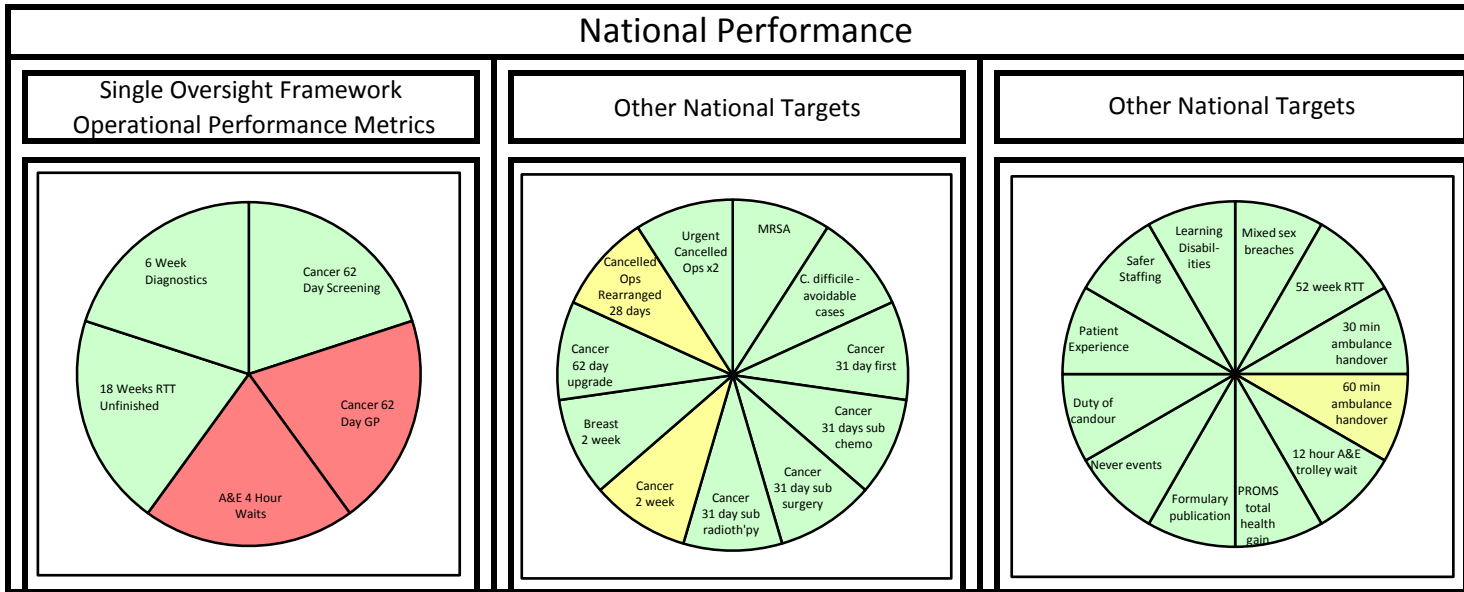 National Performance
Single Oversight Framework
Operational Performance Metrics
Other National Targets
Other National Targets
6 Week
Diagnostics
Cancer 62
Day Screening
18 Weeks RTT
Unfinished
Cancer 62
Day GP
A&E 4 Hour
Waits
Urgent
Cancelled
Ops x2
MRSA
Cancelled
Ops
Rearranged
28 days
C. difficile -
avoidable
cases
Cancer
62 day
upgrade
Cancer
31 day first
Breast
2 week
Cancer
31 days sub
chemo
Cancer
2 week
Cancer
31 day sub
radioth'py
Cancer
31 day sub
surgery
Learning
Disabil-
ities
Mixed sex
breaches
Safer
Staffing
52 week RTT
Patient
Experience
30 min
ambulance
handover
Duty of
candour
60 min
ambulance
handover
Never events
12 hour A&E
trolley wait
Formulary
publication
PROMS
total
health
gain